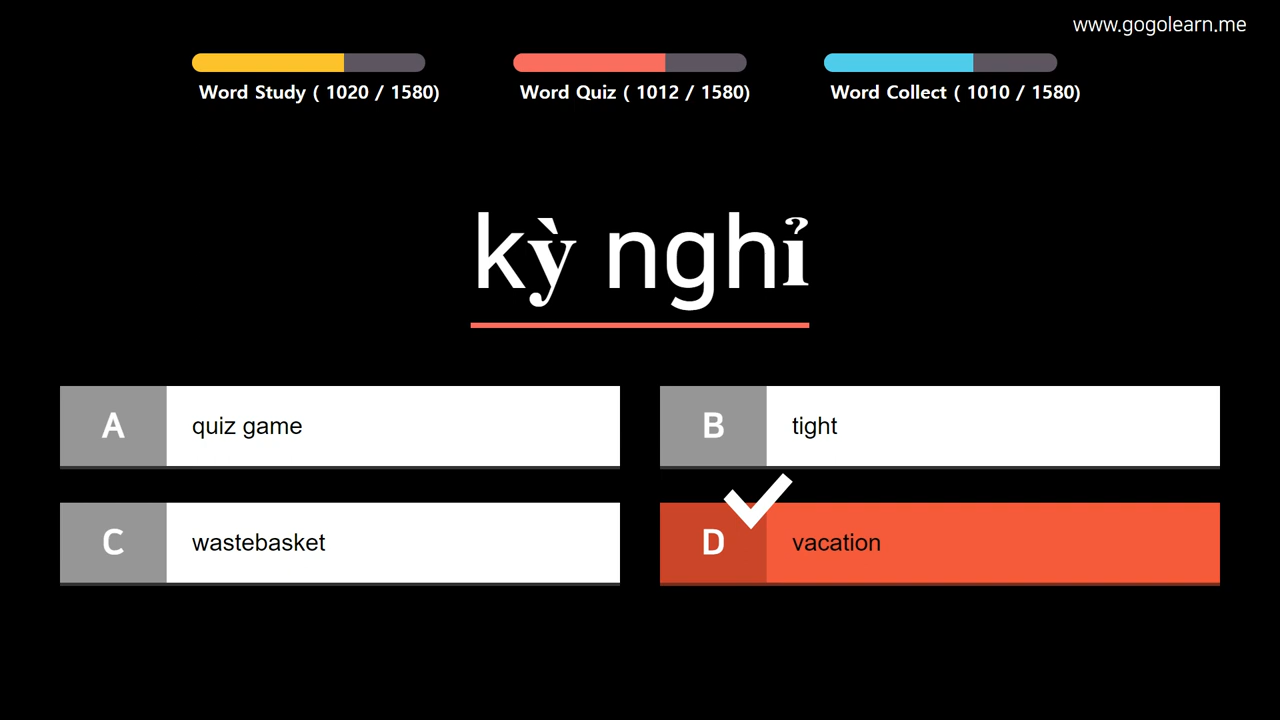 www.gogolearn.me
Word Study ( 1020 / 1580)
Word Quiz ( 1012 / 1580)
Word Collect ( 1010 / 1580)
kỳ nghỉ
A quiz game
B tight
C wastebasket
D vacation